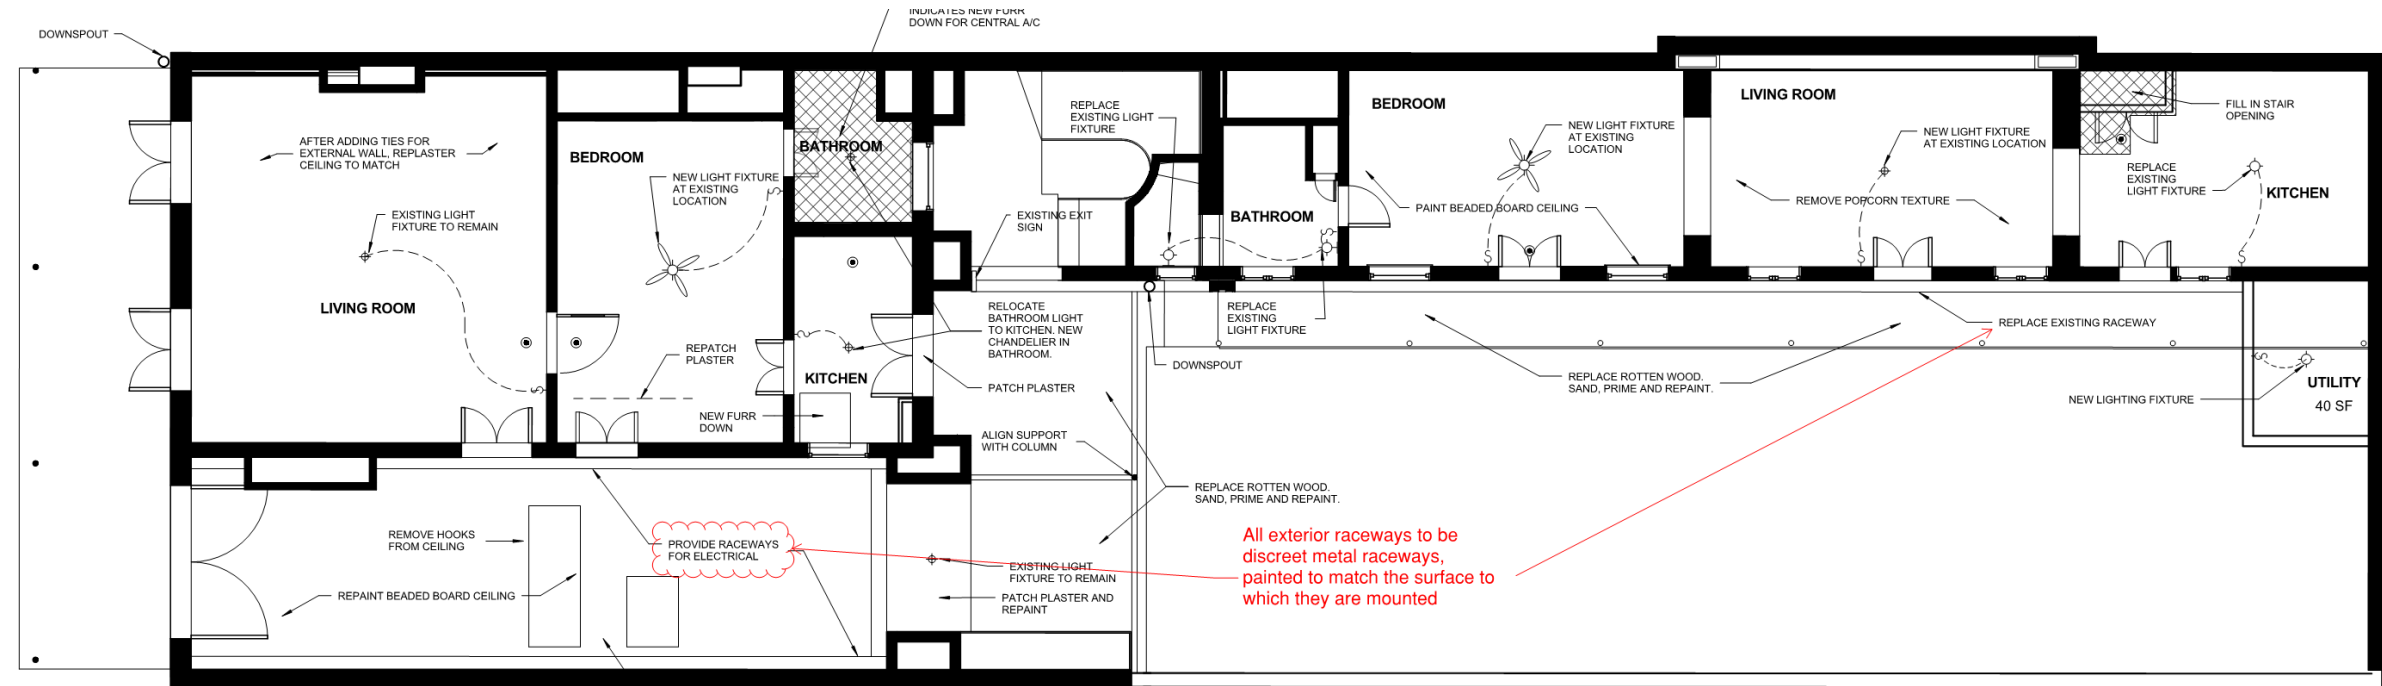 INDICATES NEW FURR
DOWN FOR CENTRAL A/C
DOWNSPOUT
AFTER ADDING TIES FOR
EXTERNAL WALL, REPLASTER
CEILING TO MATCH
EXISTING LIGHT
FIXTURE TO REMAIN
LIVING ROOM
BEDROOM
NEW LIGHT FIXTURE
AT EXISTING
LOCATION
REPATCH
PLASTER
BATHROOM
KITCHEN
NEW FURR
DOWN
REPLACE
EXISTING LIGHT
FIXTURE
EXISTING EXIT
SIGN
RELOCATE
BATHROOM LIGHT
TO KITCHEN. NEW
CHANDELIER IN
BATHROOM.
PATCH PLASTER
ALIGN SUPPORT
WITH COLUMN
BATHROOM
REPLACE
EXISTING
LIGHT FIXTURE
DOWNSPOUT
BEDROOM
NEW LIGHT FIXTURE
AT EXISTING
LOCATION
PAINT BEADED BOARD CEILING
LIVING ROOM
NEW LIGHT FIXTURE
AT EXISTING LOCATION
REMOVE POPCORN TEXTURE
FILL IN STAIR
OPENING
REPLACE
EXISTING
LIGHT FIXTURE
KITCHEN
REPLACE EXISTING RACEWAY
REPLACE ROTTEN WOOD.
SAND, PRIME AND REPAINT.
NEW LIGHTING FIXTURE
UTILITY
40 SF
REPLACE ROTTEN WOOD.
SAND, PRIME AND REPAINT.
REMOVE HOOKS
FROM CEILING
PROVIDE RACEWAYS
FOR ELECTRICAL
REPAINT BEADED BOARD CEILING
EXISTING LIGHT
FIXTURE TO REMAIN
PATCH PLASTER AND
REPAINT
All exterior raceways to be
discreet metal raceways,
painted to match the surface to
which they are mounted